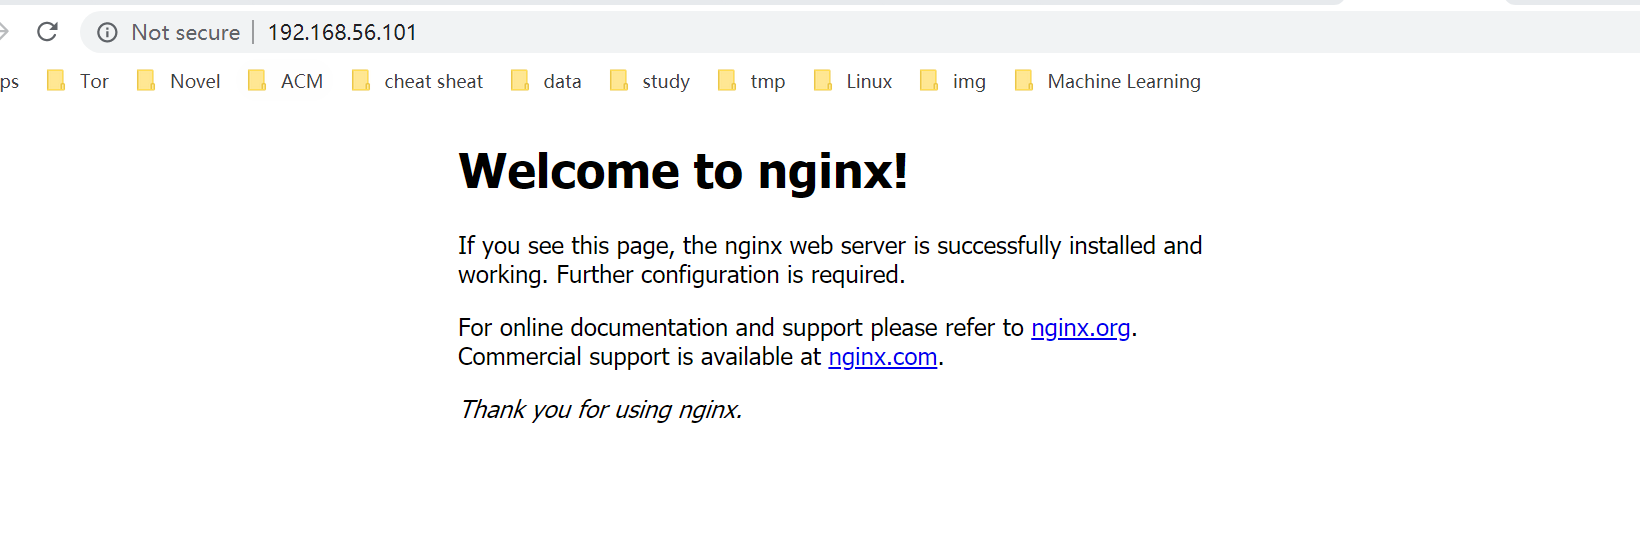 Not secure | 192.168.56.101
ps Tor Novel ACM cheat sheat data study tmp Linux img Machine Learning
Welcome to nginx!
If you see this page, the nginx web server is successfully installed and
working. Further configuration is required.
For online documentation and support please refer to nginx.org.
Commercial support is available at nginx.com.
Thank you for using nginx.